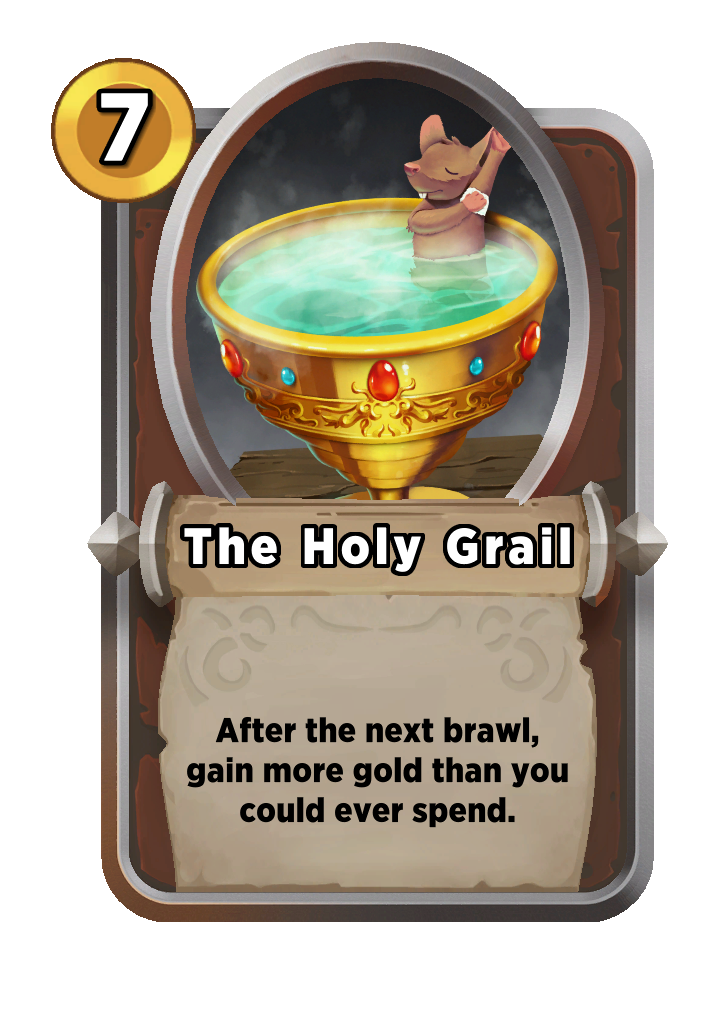 7
The Holy Grail
After the next brawl,
gain more gold than you
could ever spend.